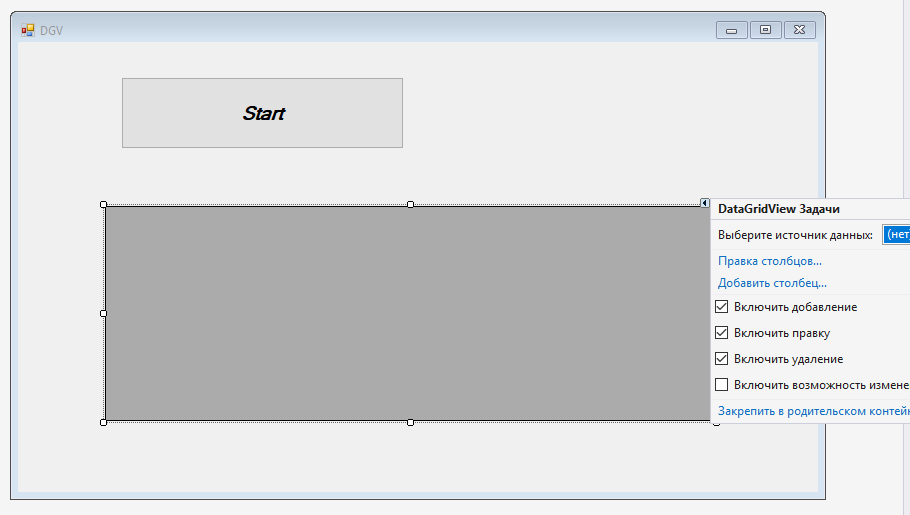 DGV
Start
DataGridView Задачи
Выберите источник данных: (нет
Правка столбцов...
Добавить столбец...
Включить добавление
Включить правку
Включить удаление
Включить возможность измене
Закрепить в родительском контейн